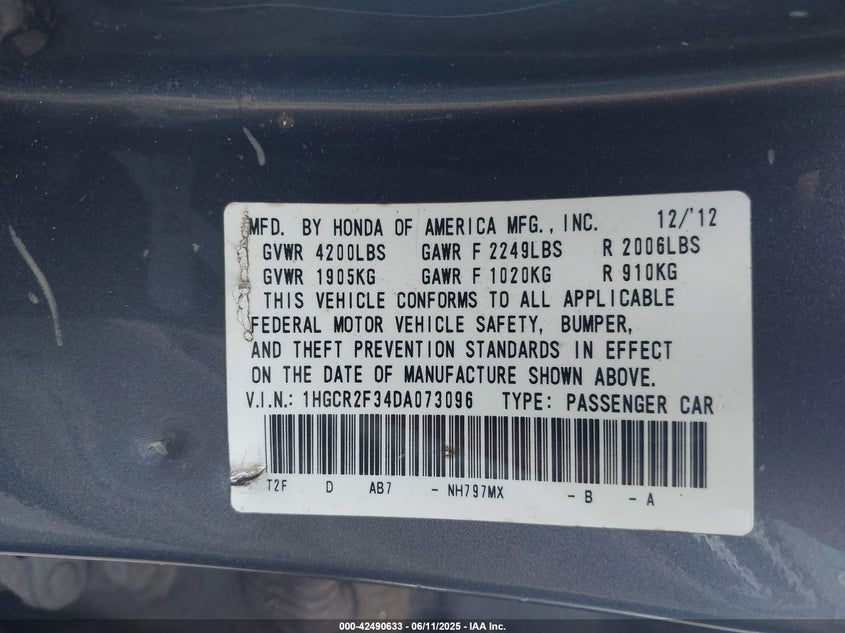 MFD. BY HONDA OF AMERICA MFG., INC. 12/'12
GVWR 4200LBS GAWR F 2249LBS R 2006LBS
GVWR 1905KG GAWR F 1020KG R 910KG
THIS VEHICLE CONFORMS TO ALL APPLICABLE
FEDERAL MOTOR VEHICLE SAFETY, BUMPER,
AND THEFT PREVENTION STANDARDS IN EFFECT
ON THE DATE OF MANUFACTURE SHOWN ABOVE.
V.I.N.: 1HGCR2F34DA073096 TYPE: PASSENGER CAR
T2F D AB7 - NH797MX - B - A
000-42490633 - 06/11/2025 - IAA Inc.